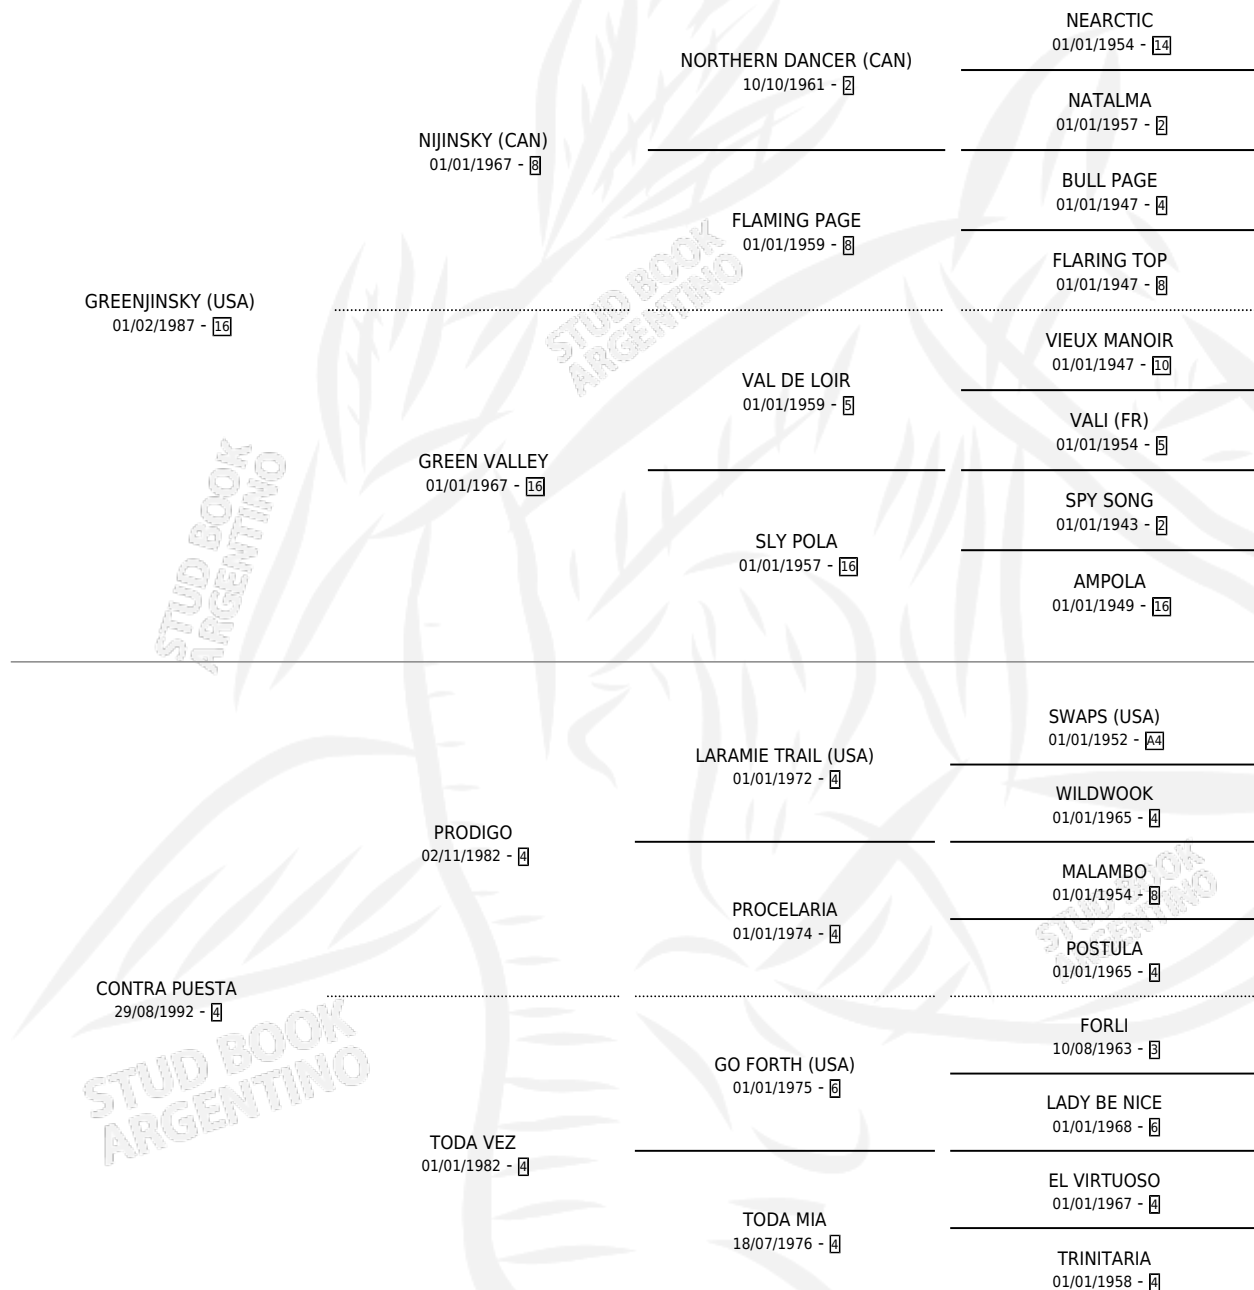 NEARCTIC
01/01/1954 - 14
NORTHERN DANCER (CAN)
10/10/1961 - 2
NATALMA
01/01/1957 - 2
NIJINSKY (CAN)
01/01/1967 - 8
BULL PAGE
01/01/1947 - 4
FLAMING PAGE
01/01/1959 - 8
FLARING TOP
01/01/1947 - 8
GREENJINSKY (USA)
01/02/1987 - 16
VIEUX MANOIR
01/01/1947 - 10
VAL DE LOIR
01/01/1959 - 5
VALI (FR)
01/01/1954 - 5
GREEN VALLEY
01/01/1967 - 16
SPY SONG
01/01/1943 - 2
SLY POLA
01/01/1957 - 16
AMPOLA
01/01/1949 - 16
SWAPS (USA)
01/01/1952 - A4
LARAMIE TRAIL (USA)
01/01/1972 - 4
WILDWOOK
01/01/1965 - 4
PRODIGO
02/11/1982 - 4
MALAMBO
01/01/1954 - 8
PROCELARIA
01/01/1974 - 4
POSTULA
01/01/1965 - 4
CONTRA PUESTA
29/08/1992 - 4
FORLI
10/08/1963 - 3
GO FORTH (USA)
01/01/1975 - 6
LADY BE NICE
01/01/1968 - 6
TODA VEZ
01/01/1982 - 4
EL VIRTUOSO
01/01/1967 - 4
TODA MIA
18/07/1976 - 4
TRINITARIA
01/01/1958 - 4
STUD BOOK
ARGENTINO
STUD BOOK
ARGENTINO
STUD BOOK
ARGENTINO
STUD BOOK
ARGENTINO